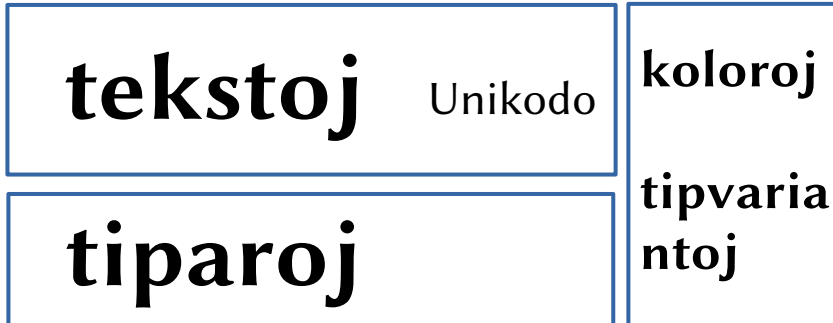 tekstoj Unikodo
tiparoj
koloroj
tipvaria
ntoj